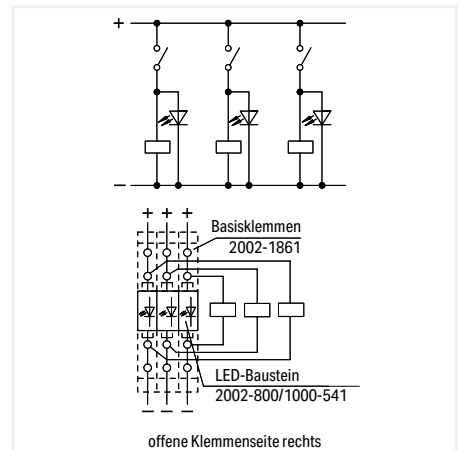 +
−
+ + +
Basisklemmen
2002-1861
LED-Baustein
2002-800/1000-541
− − −
offene Klemmenseite rechts